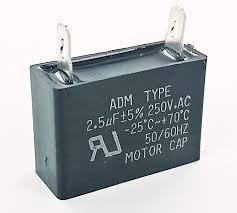 ADM TYPE
2.5µF±5% 250V.AC
-25°C~+70°C
50/60HZ
MOTOR CAP